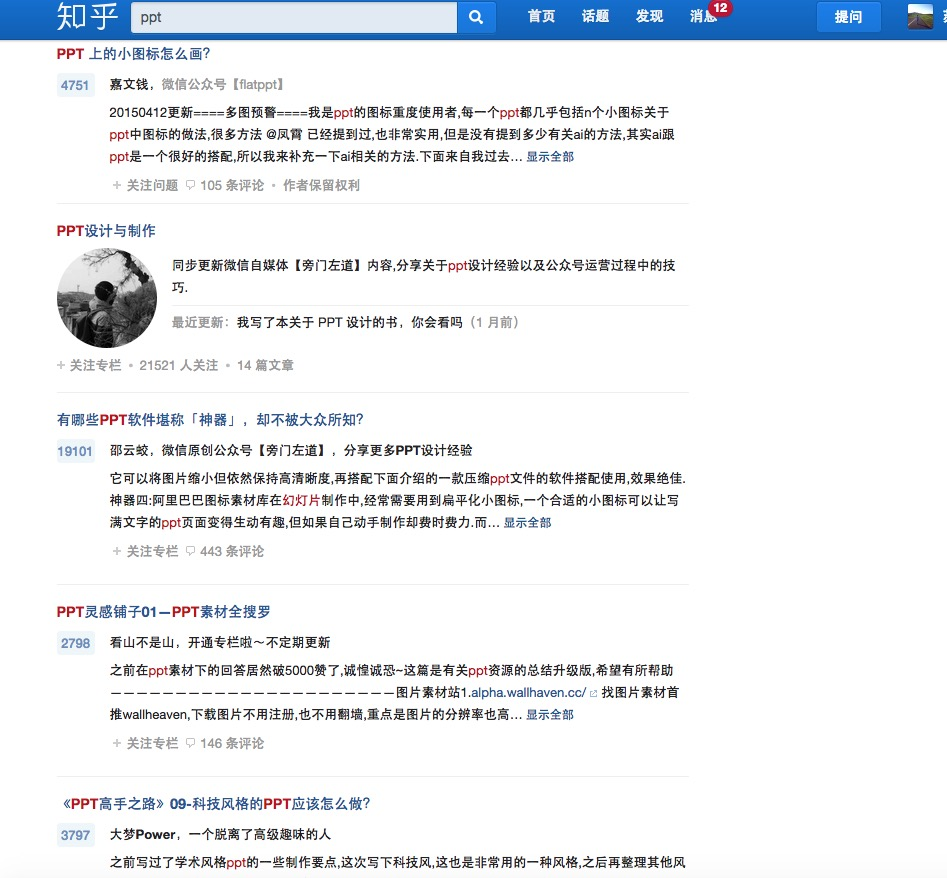 知乎 ppt 首页 话题 发现 消息 12 提问
PPT 上的小图标怎么画？
4751 嘉文钱，微信公众号【flatppt】
20150412更新====多图预警====我是ppt的图标重度使用者,每一个ppt都几乎包括n个小图标关于
ppt中图标的做法,很多方法 @凤霄 已经提到过,也非常实用,但是没有提到多少有关ai的方法,其实ai跟
ppt是一个很好的搭配,所以我来补充一下ai相关的方法.下面来自我过去… 显示全部
+ 关注问题 105 条评论 • 作者保留权利
PPT设计与制作
同步更新微信自媒体【旁门左道】内容,分享关于ppt设计经验以及公众号运营过程中的技
巧.
最近更新：我写了本关于 PPT 设计的书，你会看吗（1 月前）
+ 关注专栏 • 21521 人关注 • 14 篇文章
有哪些PPT软件堪称「神器」，却不被大众所知？
19101 邵云蛟，微信原创公众号【旁门左道】，分享更多PPT设计经验
它可以将图片缩小但依然保持高清晰度,再搭配下面介绍的一款压缩ppt文件的软件搭配使用,效果绝佳.
神器四:阿里巴巴图标素材库在幻灯片制作中,经常需要用到扁平化小图标,一个合适的小图标可以让写
满文字的ppt页面变得生动有趣,但如果自己动手制作却费时费力.而… 显示全部
+ 关注专栏 443 条评论
PPT灵感铺子01—PPT素材全搜罗
2798 看山不是山，开通专栏啦～不定期更新
之前在ppt素材下的回答居然破5000赞了,诚惶诚恐~这篇是有关ppt资源的总结升级版,希望有所帮助
——————————————————————图片素材站1.alpha.wallhaven.cc/ 找图片素材首
推wallheaven,下载图片不用注册,也不用翻墙,重点是图片的分辨率也高… 显示全部
+ 关注专栏 146 条评论
《PPT高手之路》09-科技风格的PPT应该怎么做？
3797 大梦Power，一个脱离了高级趣味的人
之前写过了学术风格ppt的一些制作要点,这次写下科技风,这也是非常常用的一种风格,之后再整理其他风